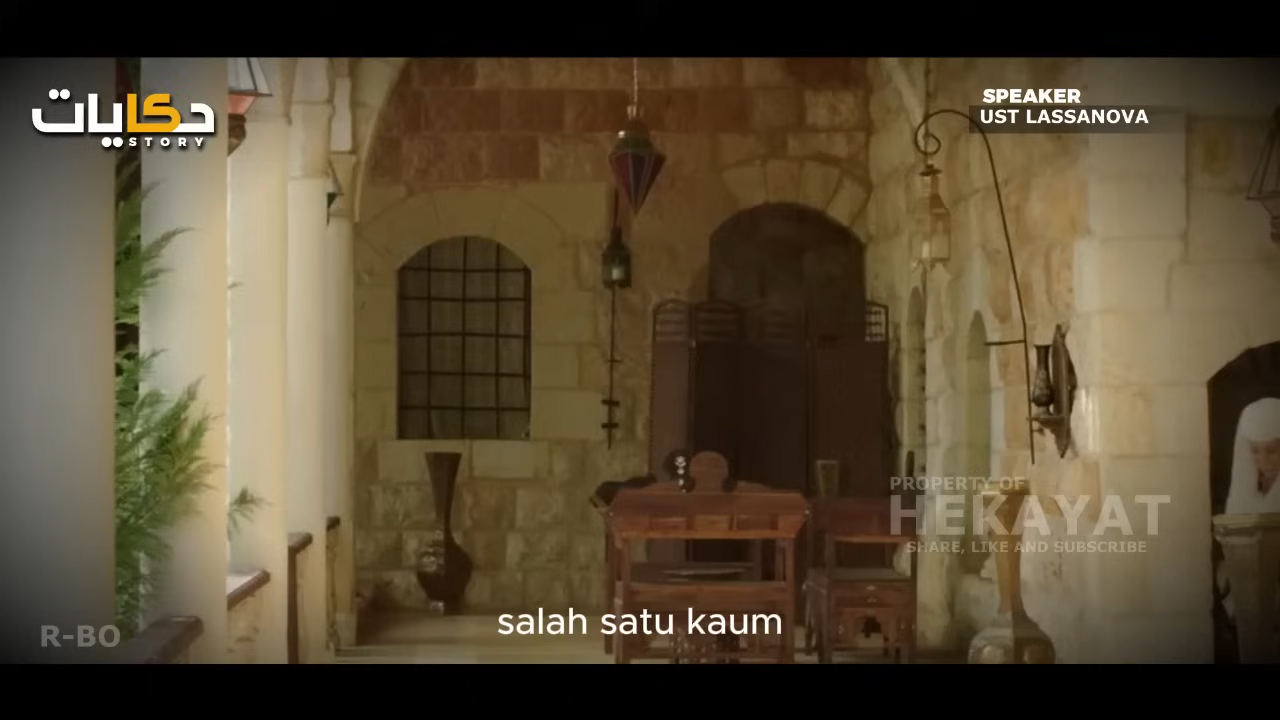 حكايات
STORY
SPEAKER
UST LASSANOVA
PROPERTY OF
HEKAYAT
SHARE, LIKE AND SUBSCRIBE
salah satu kaum
R-BO